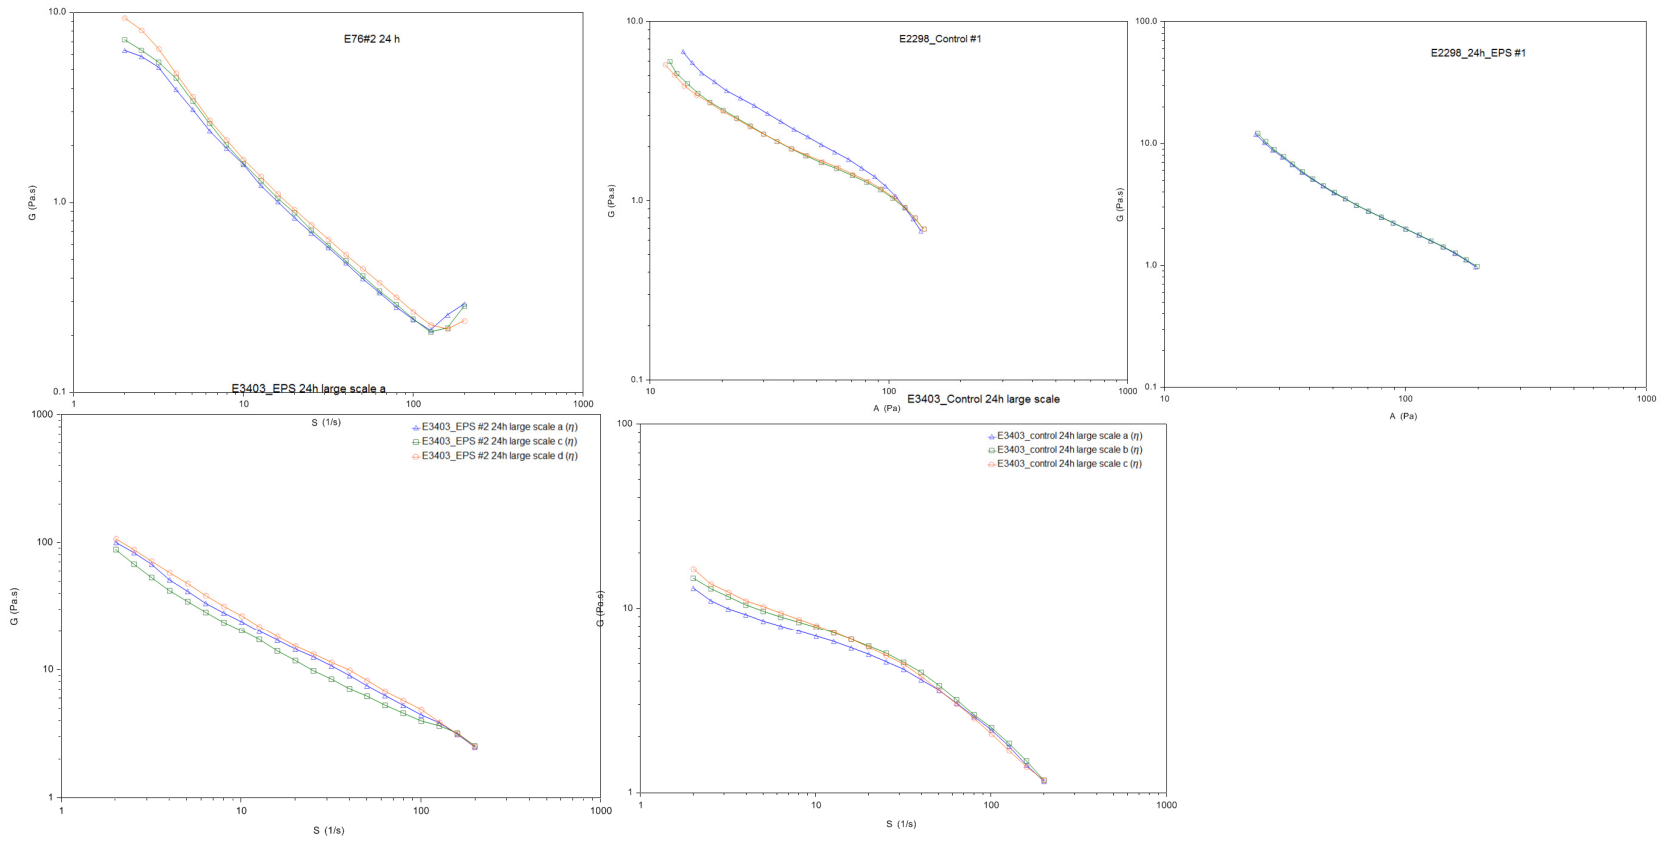 10.0
E76#2 24 h
G (Pa.s)
1.0
0.1
1
10
100
1000
S (1/s)
10.0
E2298_Control #1
G (Pa.s)
1.0
0.1
10
100
1000
A (Pa)
100.0
E2298_24h_EPS #1
10.0
G (Pa.s)
1.0
0.1
10
100
1000
A (Pa)
E3403_EPS 24h large scale a
1000
E3403_EPS #2 24h large scale a (η)
E3403_EPS #2 24h large scale c (η)
E3403_EPS #2 24h large scale d (η)
100
G (Pa.s)
10
1
1
10
100
1000
S (1/s)
E3403_Control 24h large scale
100
E3403_control 24h large scale a (η)
E3403_control 24h large scale b (η)
E3403_control 24h large scale c (η)
G (Pa.s)
10
1
1
10
100
1000
S (1/s)